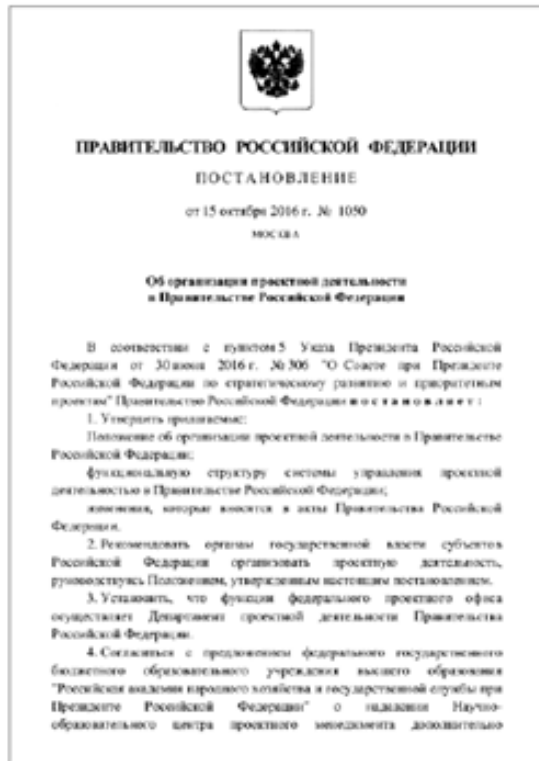 ПРАВИТЕЛЬСТВО РОССИЙСКОЙ ФЕДЕРАЦИИ
ПОСТАНОВЛЕНИЕ
от 15 октября 2016 г. № 1050
МОСКВА
Об организации проектной деятельности
в Правительстве Российской Федерации
В соответствии с пунктом 5 Указа Президента Российской
Федерации от 30 июня 2016 г. № 306 "О Совете при Президенте
Российской Федерации по стратегическому развитию и приоритетным
проектам" Правительство Российской Федерации постановляет:
1. Утвердить прилагаемые:
Положение об организации проектной деятельности в Правительстве
Российской Федерации;
функциональную структуру системы управления проектной
деятельностью в Правительстве Российской Федерации;
изменения, которые вносятся в акты Правительства Российской
Федерации.
2. Рекомендовать органам государственной власти субъектов
Российской Федерации организовать проектную деятельность,
руководствуясь Положением, утвержденным настоящим постановлением.
3. Установить, что функции федерального проектного офиса
осуществляет Департамент проектной деятельности Правительства
Российской Федерации.
4. Согласиться с предложением федерального государственного
бюджетного образовательного учреждения высшего образования
"Российская академия народного хозяйства и государственной службы при
Президенте Российской Федерации" о наделении Научно-
образовательного центра проектного менеджмента дополнительно